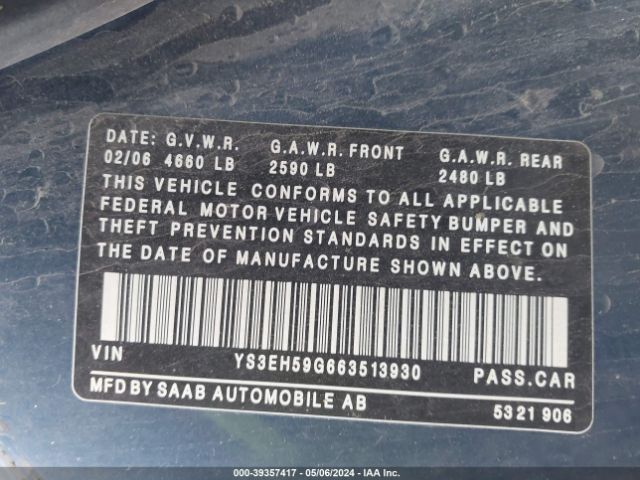 DATE: G.V.W.R. G.A.W.R. FRONT G.A.W.R. REAR
02/06 4660 LB 2590 LB 2480 LB
THIS VEHICLE CONFORMS TO ALL APPLICABLE
FEDERAL MOTOR VEHICLE SAFETY BUMPER AND
THEFT PREVENTION STANDARDS IN EFFECT ON
THE DATE OF MANUFACTURE SHOWN ABOVE.
VIN YS3EH59G663513930 PASS.CAR
MFD BY SAAB AUTOMOBILE AB 5321 906
000-39357417 - 05/06/2024 - IAA Inc.